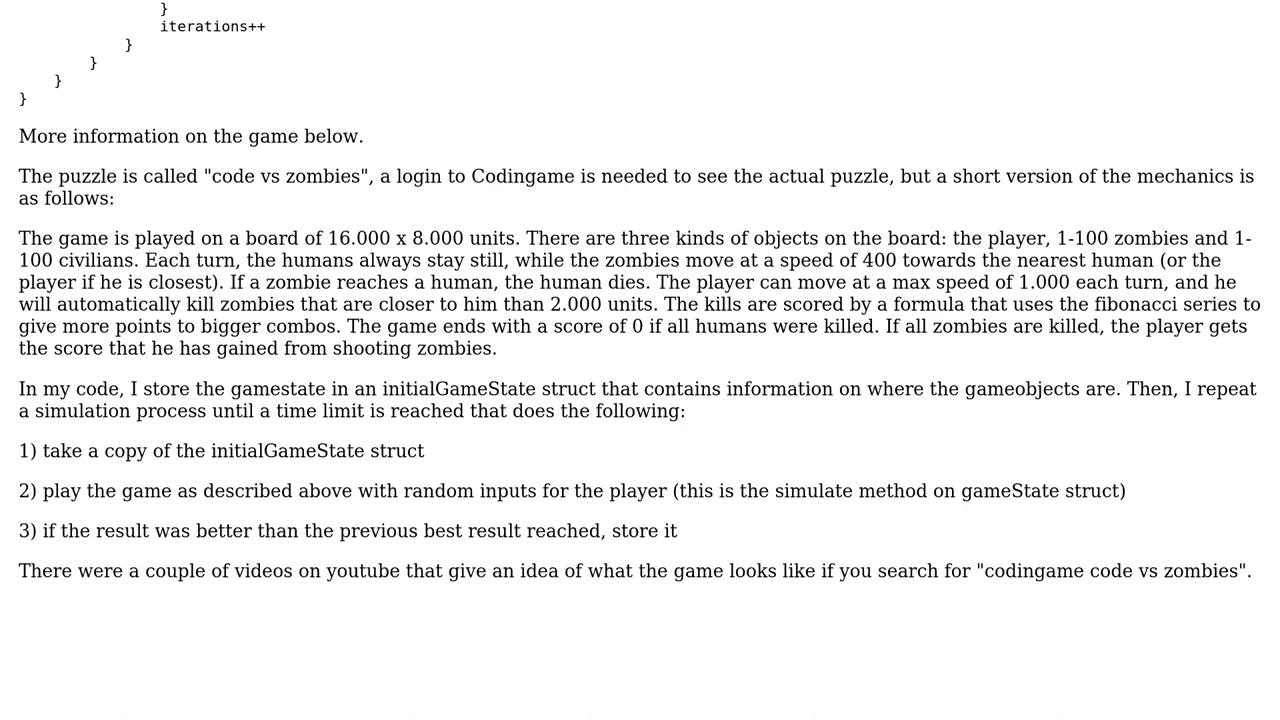 }
iterations++
}
}
}
}
More information on the game below.
The puzzle is called "code vs zombies", a login to Codingame is needed to see the actual puzzle, but a short version of the mechanics is
as follows:
The game is played on a board of 16.000 x 8.000 units. There are three kinds of objects on the board: the player, 1-100 zombies and 1-
100 civilians. Each turn, the humans always stay still, while the zombies move at a speed of 400 towards the nearest human (or the
player if he is closest). If a zombie reaches a human, the human dies. The player can move at a max speed of 1.000 each turn, and he
will automatically kill zombies that are closer to him than 2.000 units. The kills are scored by a formula that uses the fibonacci series to
give more points to bigger combos. The game ends with a score of 0 if all humans were killed. If all zombies are killed, the player gets
the score that he has gained from shooting zombies.
In my code, I store the gamestate in an initialGameState struct that contains information on where the gameobjects are. Then, I repeat
a simulation process until a time limit is reached that does the following:
1) take a copy of the initialGameState struct
2) play the game as described above with random inputs for the player (this is the simulate method on gameState struct)
3) if the result was better than the previous best result reached, store it
There were a couple of videos on youtube that give an idea of what the game looks like if you search for "codingame code vs zombies".